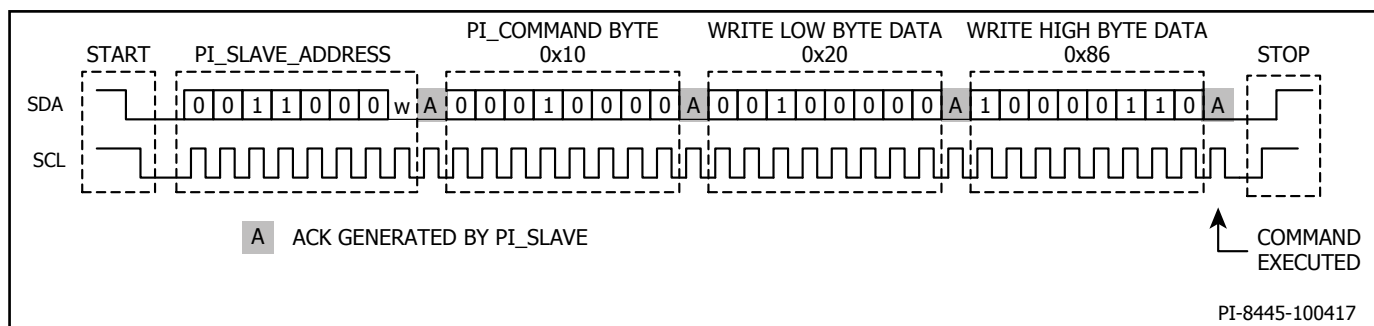 START PI_SLAVE_ADDRESS PI_COMMAND BYTE WRITE LOW BYTE DATA WRITE HIGH BYTE DATA STOP
0x10 0x20 0x86
SDA 0 0 1 1 0 0 0 w A 0 0 0 1 0 0 0 0 A 0 0 1 0 0 0 0 0 A 1 0 0 0 0 1 1 0 A
SCL
A ACK GENERATED BY PI_SLAVE
COMMAND
EXECUTED
PI-8445-100417